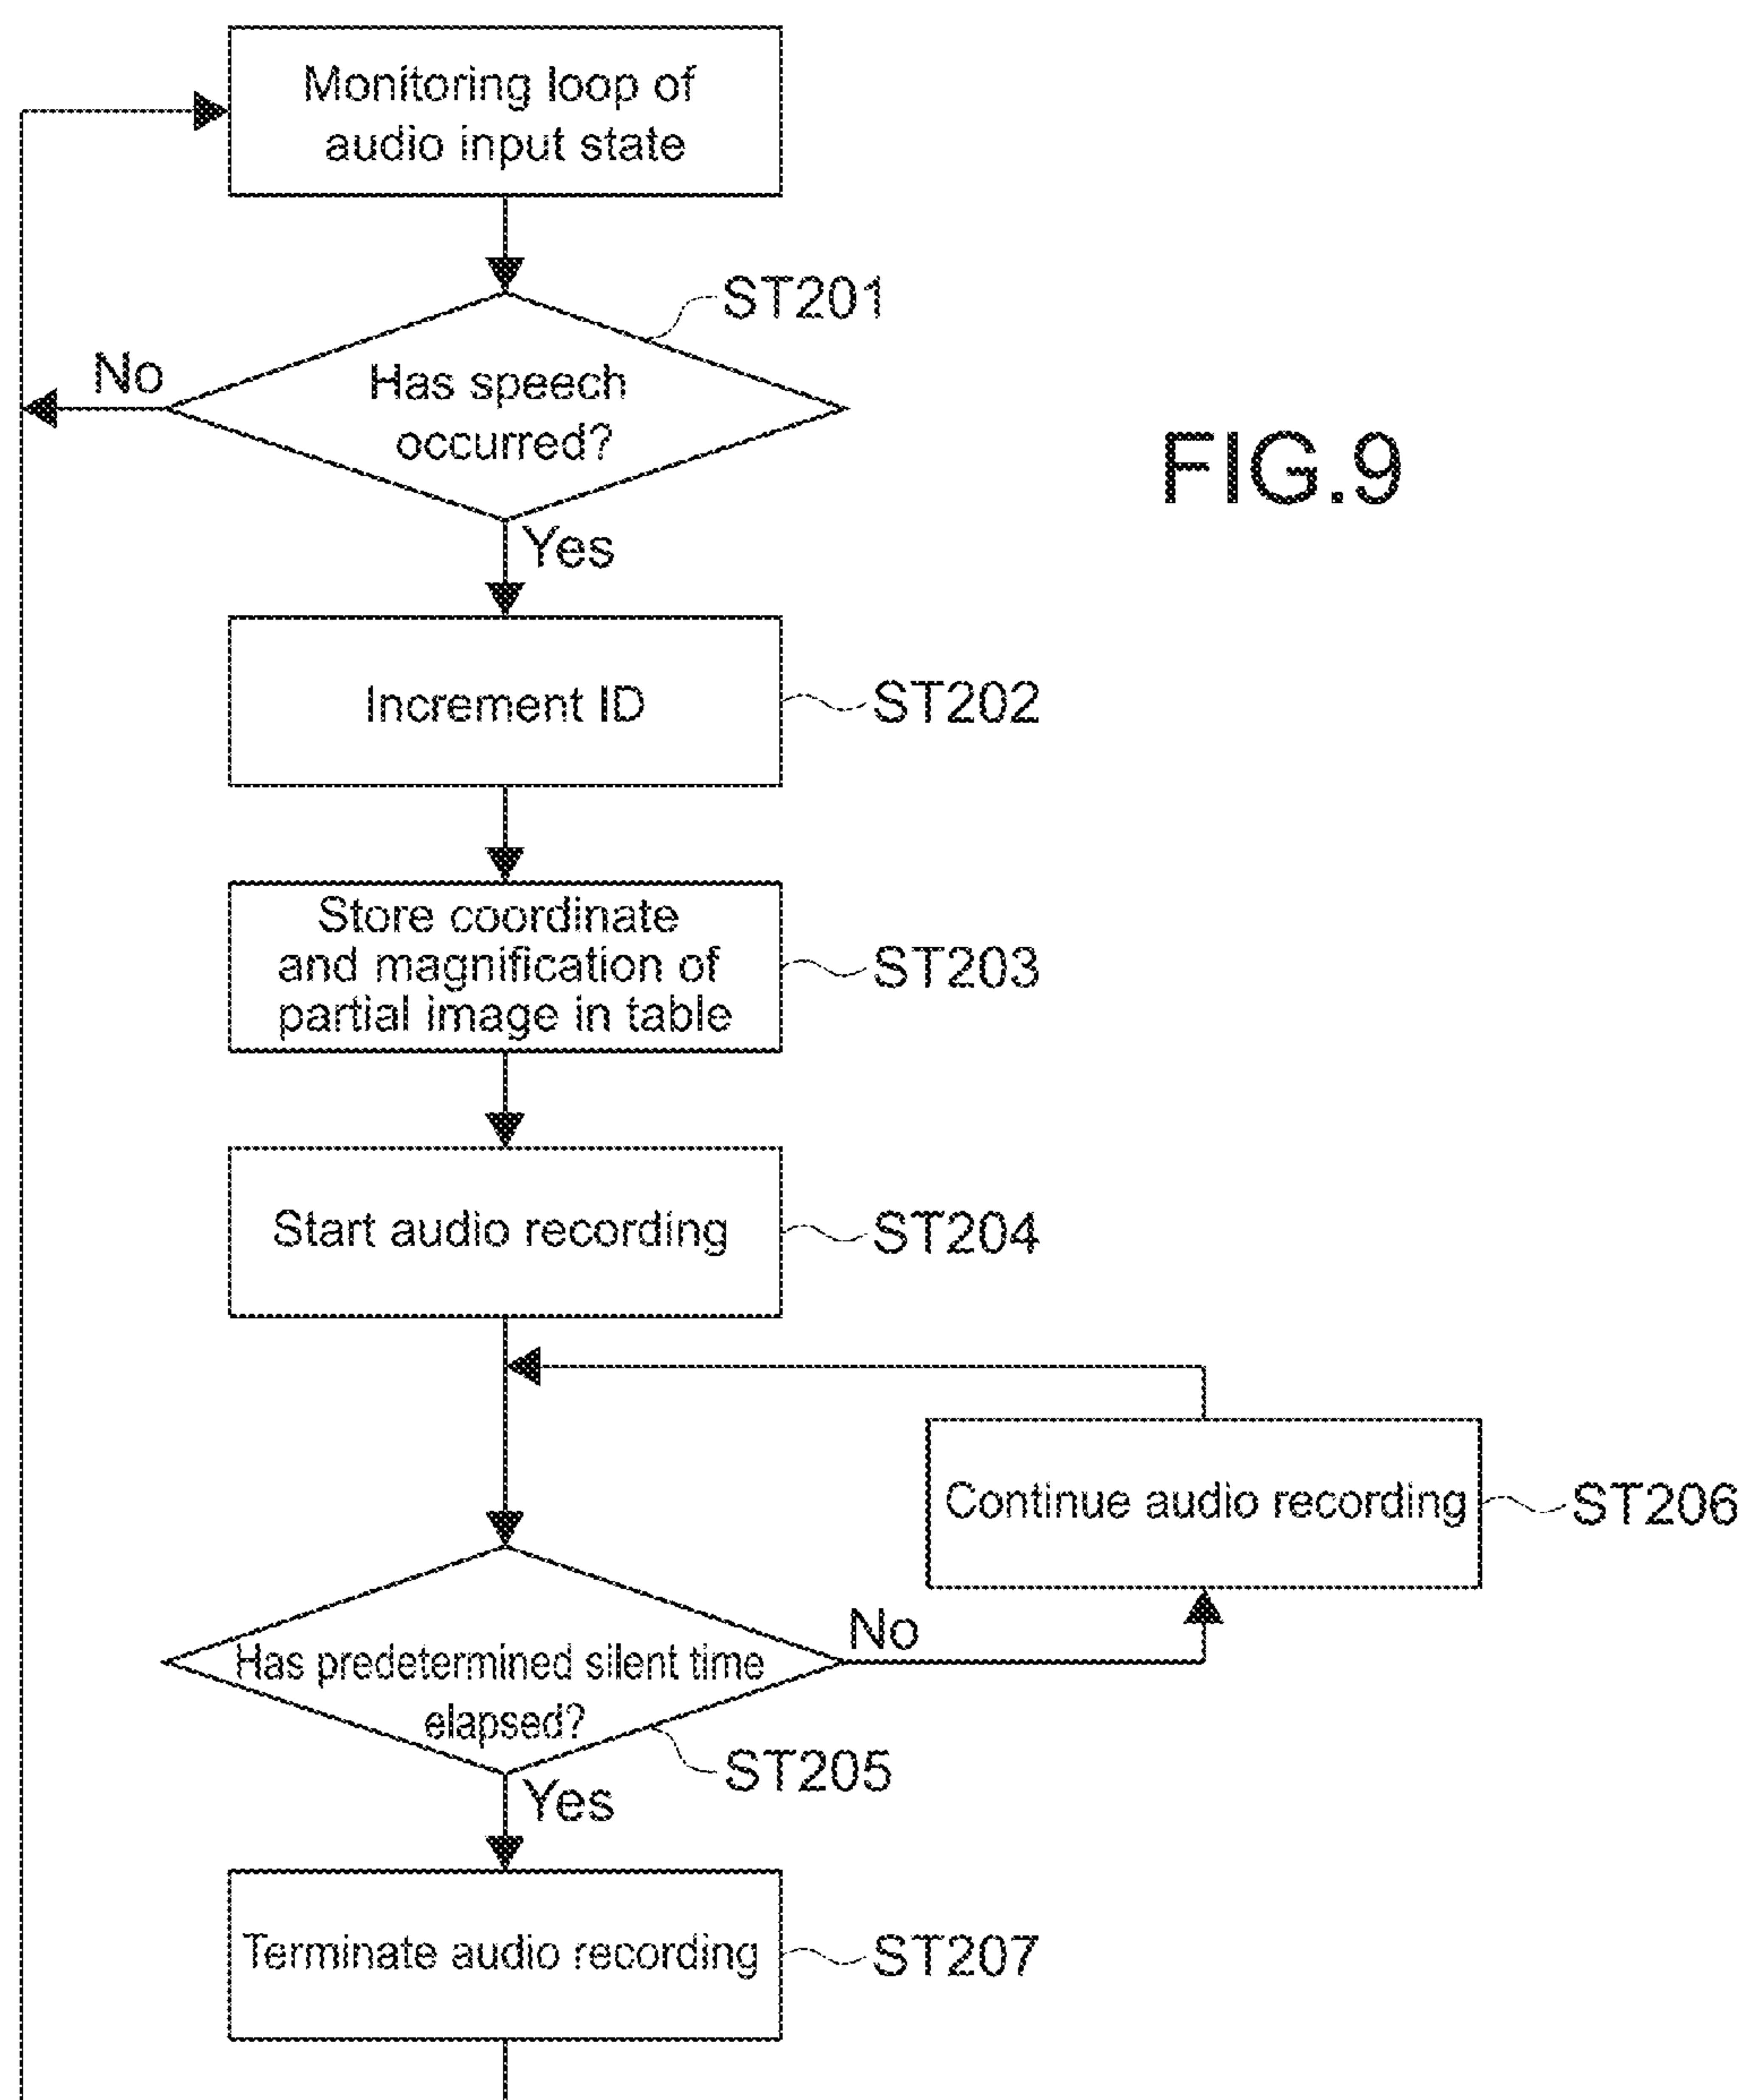 Monitoring loop of
audio input state
ST201
No
Has speech
occurred?
FIG.9
Yes
Increment ID
ST202
Store coordinate
and magnification of
partial image in table
ST203
Start audio recording
ST204
Continue audio recording
ST206
No
Has predetermined silent time
elapsed?
ST205
Yes
Terminate audio recording
ST207